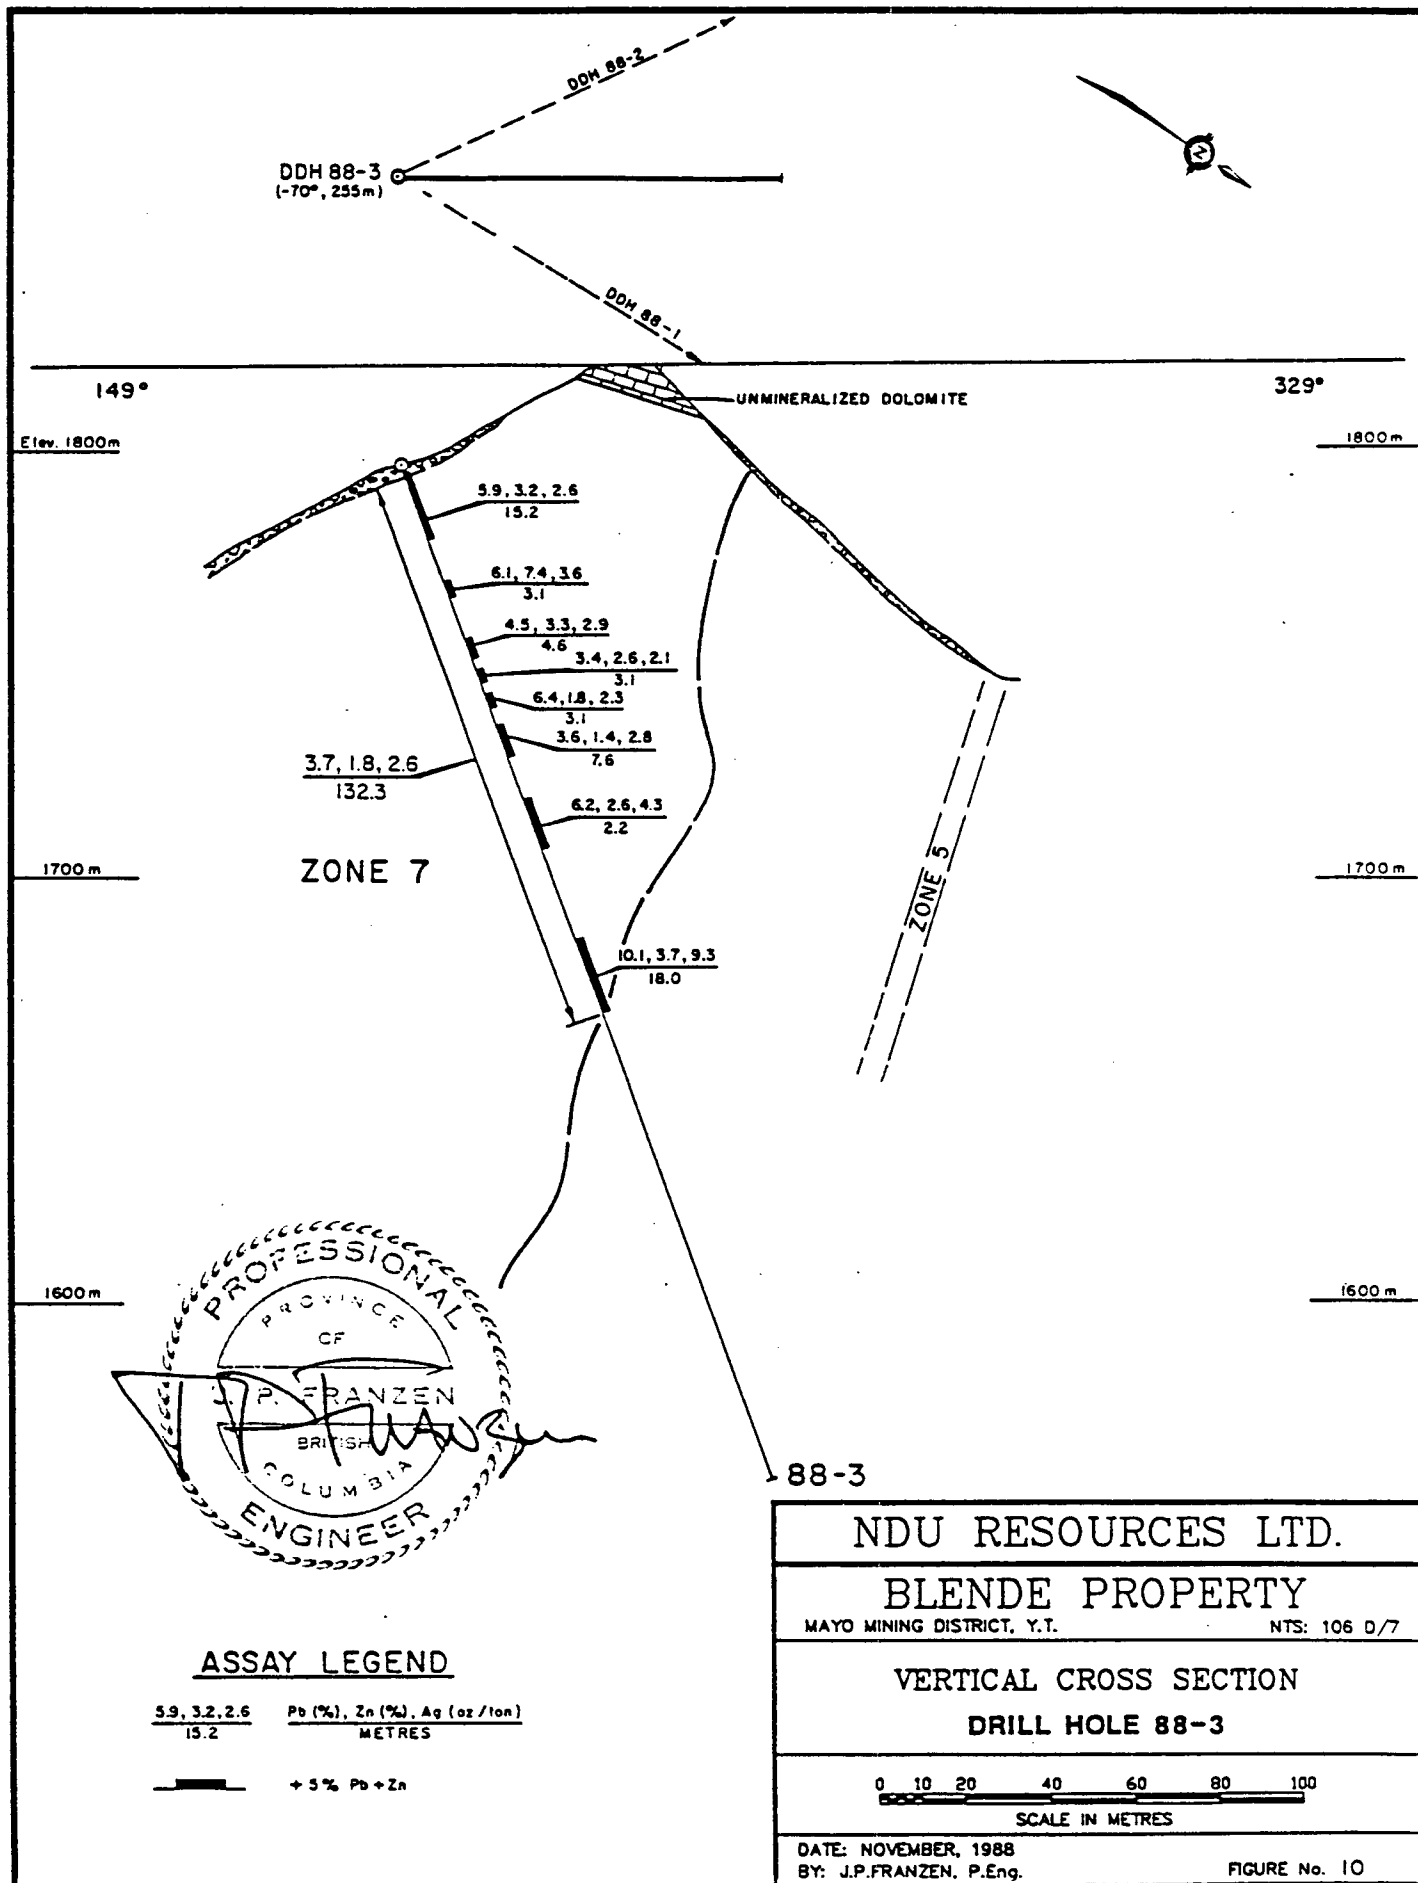 DDH 88-2
DDH 88-3
(-70°, 255m)
N
DDH 88-1
149°
329°
UNMINERALIZED DOLOMITE
Elev. 1800m
1800m
5.9, 3.2, 2.6
15.2
6.1, 7.4, 3.6
3.1
4.5, 3.3, 2.9
4.6
3.4, 2.6, 2.1
3.1
6.4, 1.8, 2.3
3.1
3.6, 1.4, 2.8
7.6
3.7, 1.8, 2.6
132.3
6.2, 2.6, 4.3
2.2
ZONE 7
1700m
1700m
ZONE 5
10.1, 3.7, 9.3
18.0
1600m
1600m
PROFESSIONAL
PROVINCE
OF
J. P. FRANZEN
BRITISH
COLUMBIA
ENGINEER
88-3
NDU RESOURCES LTD.
BLENDE PROPERTY
MAYO MINING DISTRICT, Y.T. NTS: 106 D/7
VERTICAL CROSS SECTION
DRILL HOLE 88-3
0 10 20 40 60 80 100
SCALE IN METRES
DATE: NOVEMBER, 1988
BY: J.P.FRANZEN, P.Eng. FIGURE No. 10
ASSAY LEGEND
5.9, 3.2, 2.6 Pb (%), Zn (%), Ag (oz/ton)
15.2 METRES
+ 5% Pb + Zn